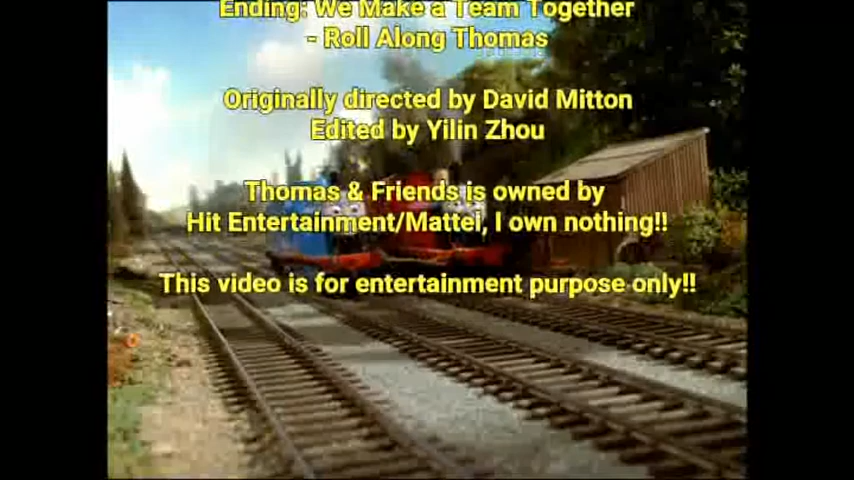 Ending: We Make a Team Together
- Roll Along Thomas
Originally directed by David Mitton
Edited by Yilin Zhou
Thomas & Friends is owned by
Hit Entertainment/Mattel, I own nothing!!
This video is for entertainment purpose only!!